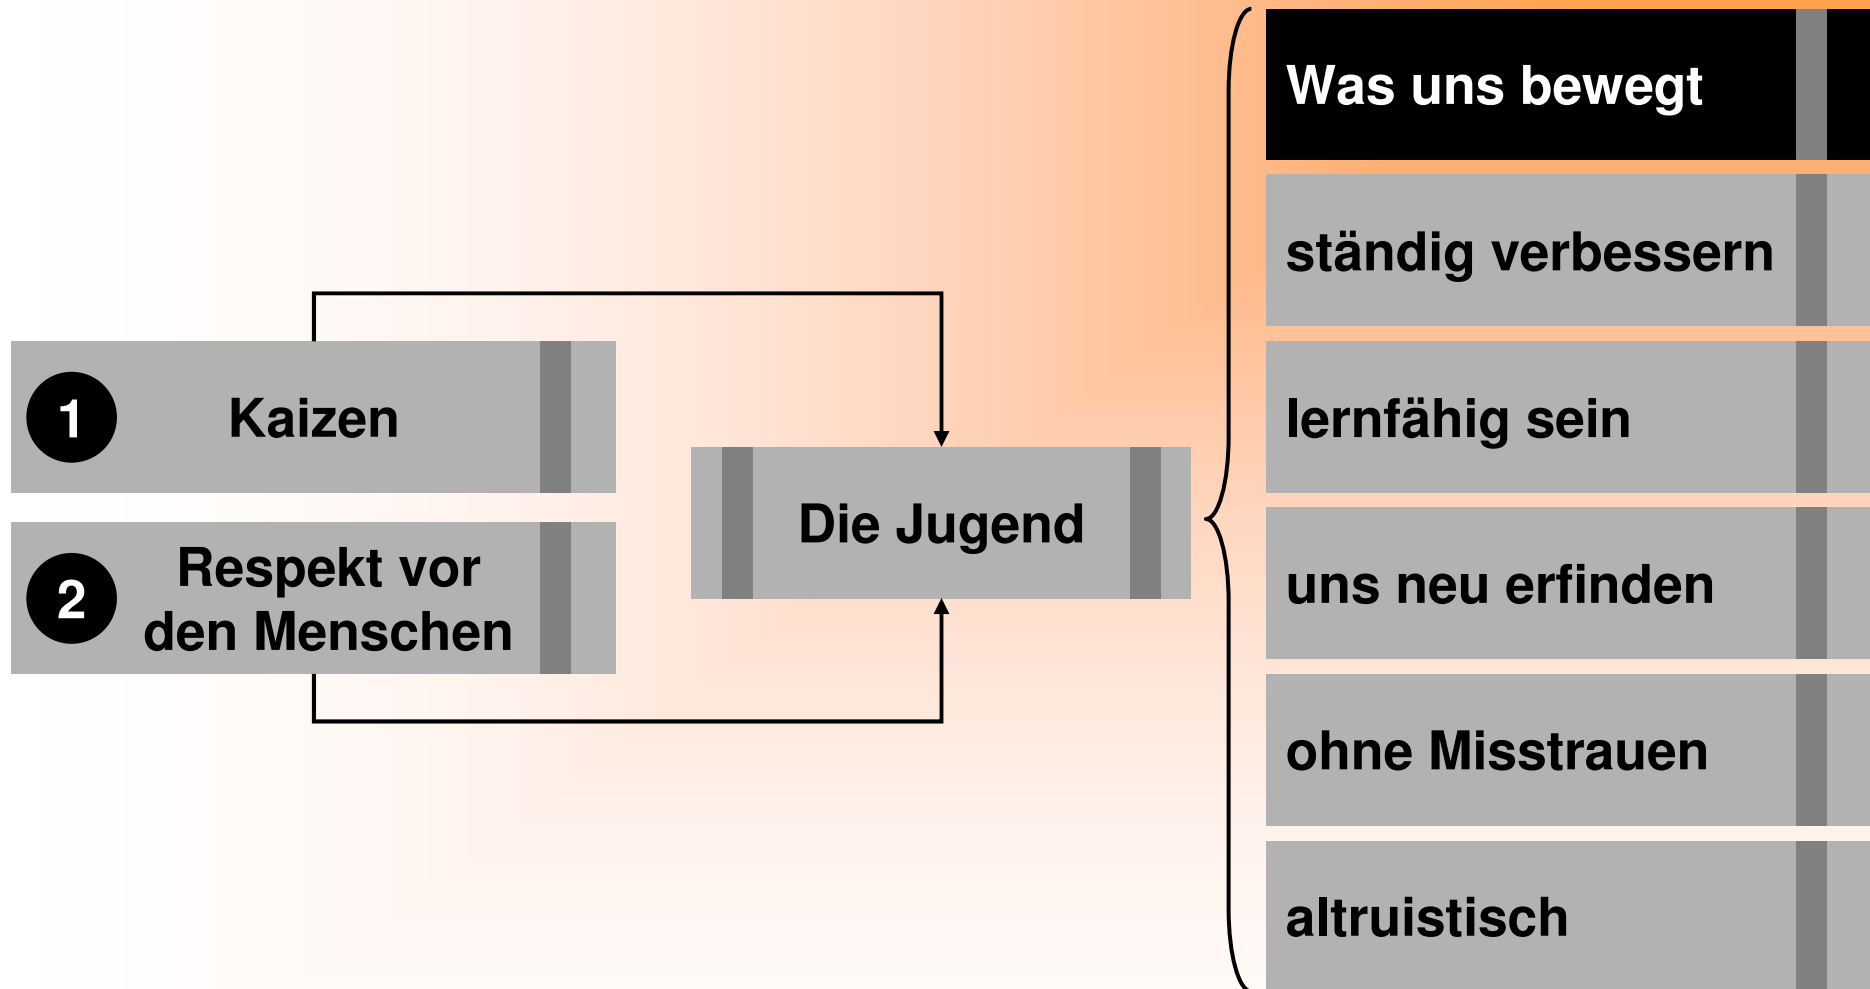 1
Kaizen
2
Respekt vor
den Menschen
Die Jugend
Was uns bewegt
ständig verbessern
lernfähig sein
uns neu erfinden
ohne Misstrauen
altruistisch